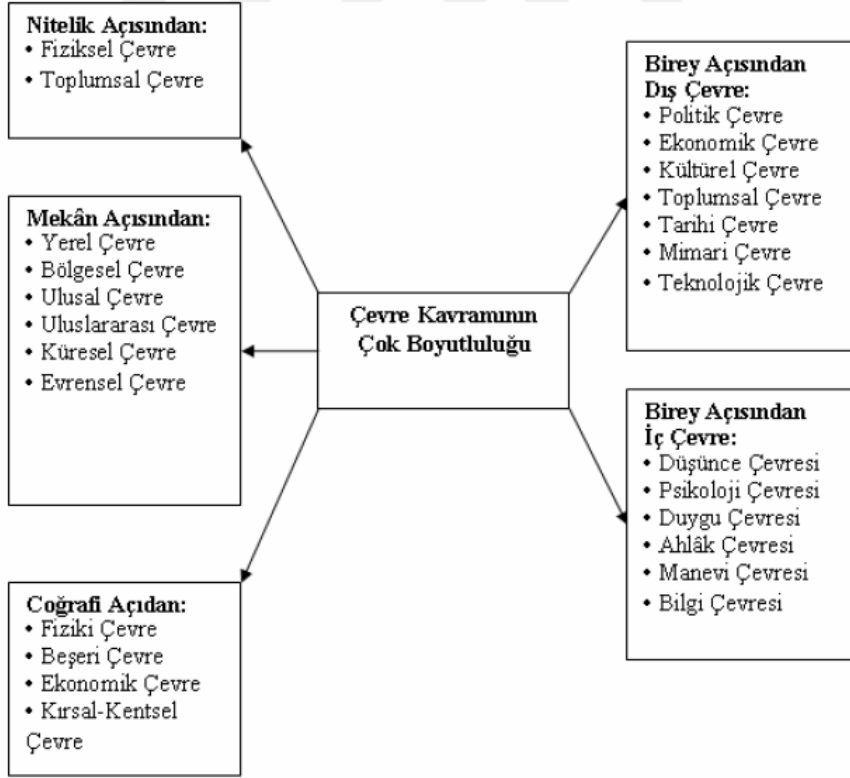 Nitelik Açısından:
• Fiziksel Çevre
• Toplumsal Çevre
Mekân Açısından:
• Yerel Çevre
• Bölgesel Çevre
• Ulusal Çevre
• Uluslararası Çevre
• Küresel Çevre
• Evrensel Çevre
Coğrafi Açıdan:
• Fiziki Çevre
• Beşeri Çevre
• Ekonomik Çevre
• Kırsal-Kentsel
Çevre
Çevre Kavramının
Çok Boyutluluğu
Birey Açısından
Dış Çevre:
• Politik Çevre
• Ekonomik Çevre
• Kültürel Çevre
• Toplumsal Çevre
• Tarihi Çevre
• Mimari Çevre
• Teknolojik Çevre
Birey Açısından
İç Çevre:
• Düşünce Çevresi
• Psikoloji Çevresi
• Duygu Çevresi
• Ahlâk Çevresi
• Manevi Çevresi
• Bilgi Çevresi